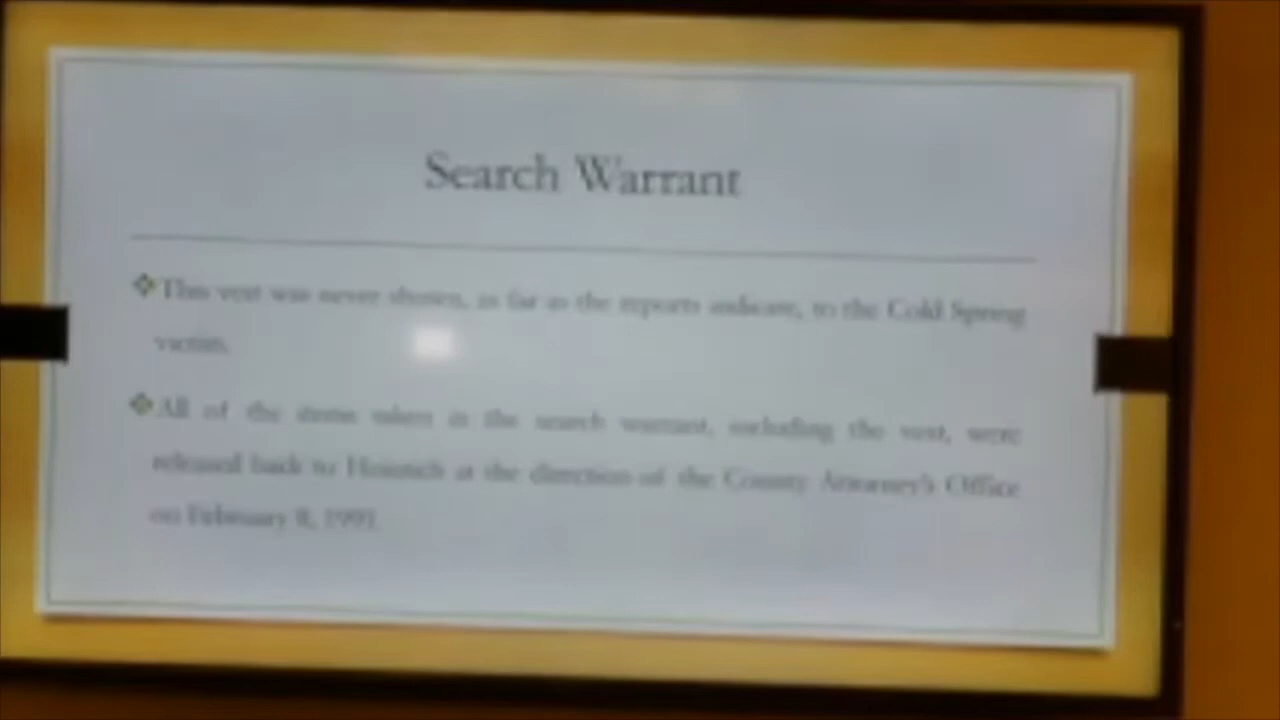 Search Warrant
This vest was never shown, as far as the reports indicate, to the Cold Spring
victim.
All of the items taken in the search warrant, including the vest, were
released back to Heinrich at the direction of the County Attorney's Office
on February 8, 1991